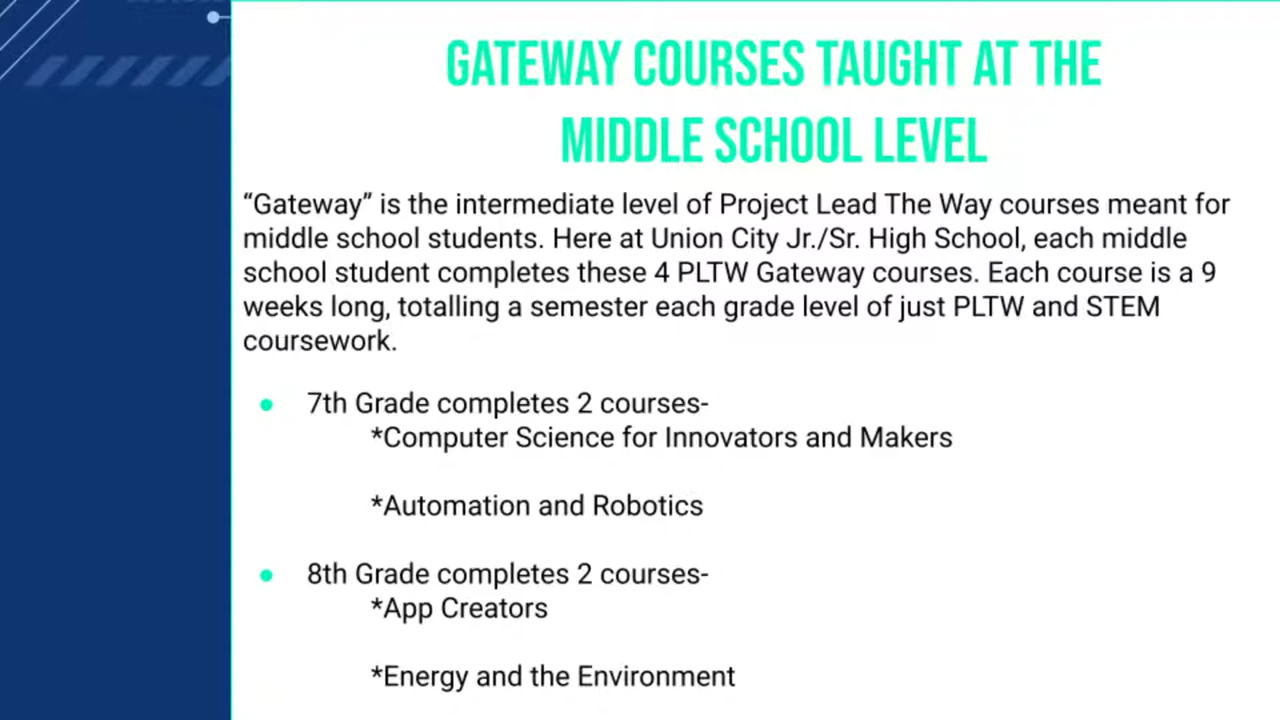 GATEWAY COURSES TAUGHT AT THE
MIDDLE SCHOOL LEVEL
“Gateway” is the intermediate level of Project Lead The Way courses meant for
middle school students. Here at Union City Jr./Sr. High School, each middle
school student completes these 4 PLTW Gateway courses. Each course is a 9
weeks long, totalling a semester each grade level of just PLTW and STEM
coursework.
● 7th Grade completes 2 courses-
*Computer Science for Innovators and Makers
*Automation and Robotics
● 8th Grade completes 2 courses-
*App Creators
*Energy and the Environment